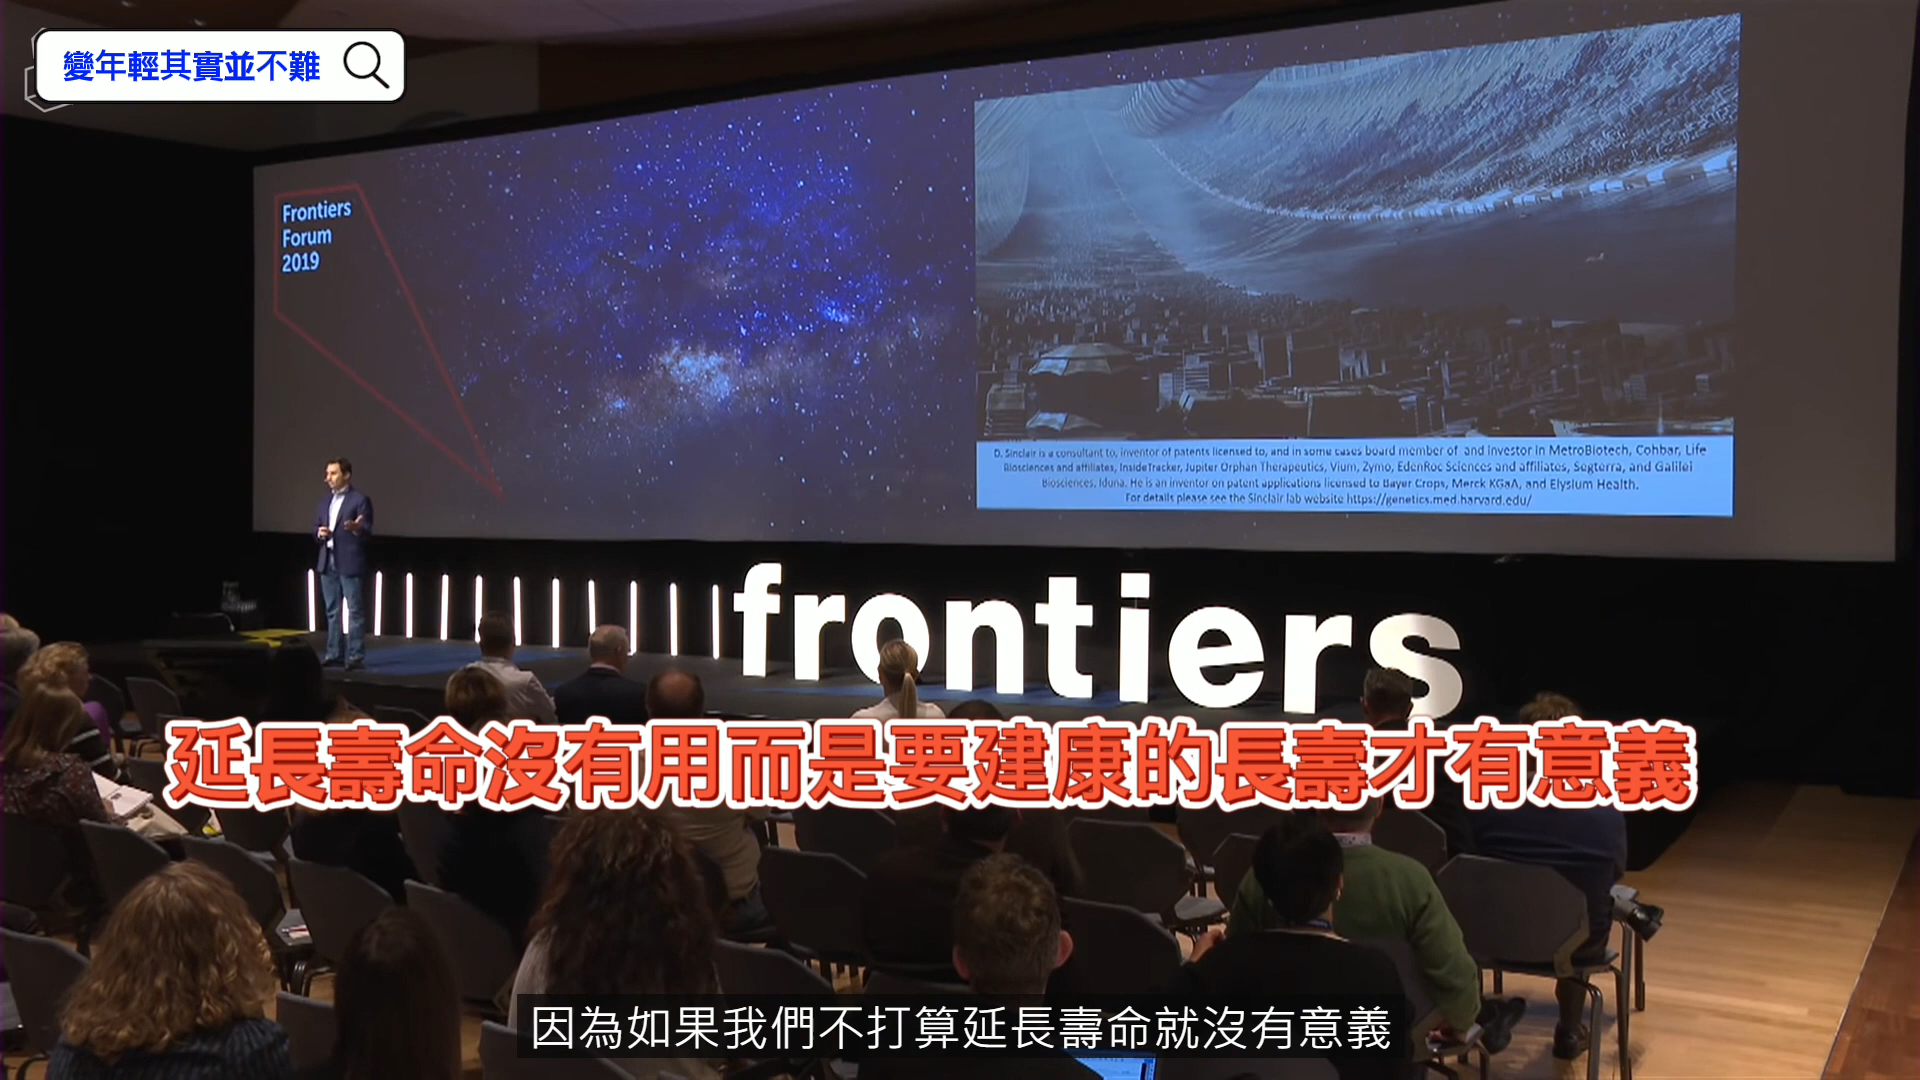 變年輕其實並不難
Frontiers
Forum
2019
D. Sinclair is a consultant to, inventor of patents licensed to, and in some cases board member of and investor in MetroBiotech, Cohbar, Life
Biosciences and affiliates, InsideTracker, Jupiter Orphan Therapeutics, Vium, Zymo, EdenRoc Sciences and affiliates, Segterra, and Galilei
Biosciences, Iduna. He is an inventor on patent applications licensed to Bayer Crops, Merck KGaA, and Elysium Health.
For details please see the Sinclair lab website https://genetics.med.harvard.edu/
frontiers
延長壽命沒有用而是要建康的長壽才有意義
因為如果我們不打算延長壽命就沒有意義